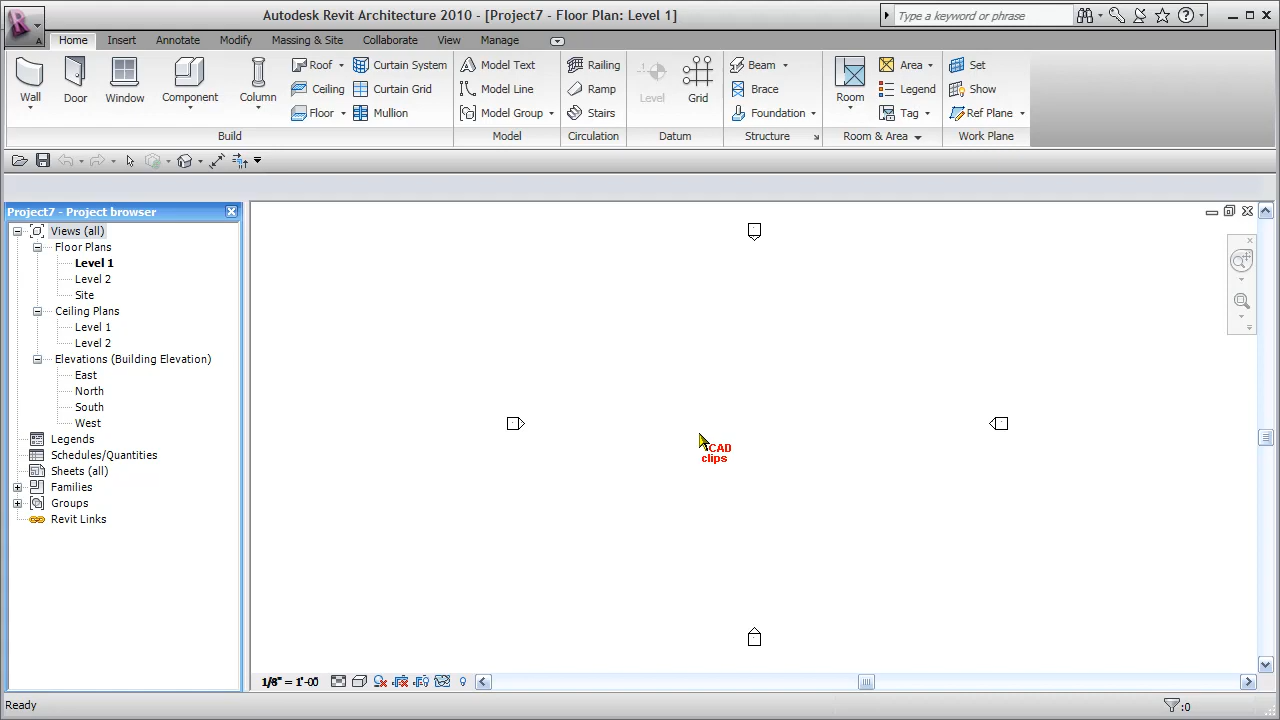 Autodesk Revit Architecture 2010 - [Project7 - Floor Plan: Level 1]
Type a keyword or phrase
Home Insert Annotate Modify Massing & Site Collaborate View Manage
Wall
Door
Window
Component
Column
Roof
Ceiling
Floor
Curtain System
Curtain Grid
Mullion
Build
Model Text
Model Line
Model Group
Model
Railing
Ramp
Stairs
Circulation
Level
Grid
Datum
Beam
Brace
Foundation
Structure
Room
Area
Legend
Tag
Room & Area
Set
Show
Ref Plane
Work Plane
Project7 - Project browser
Views (all)
Floor Plans
Level 1
Level 2
Site
Ceiling Plans
Level 1
Level 2
Elevations (Building Elevation)
East
North
South
West
Legends
Schedules/Quantities
Sheets (all)
Families
Groups
Revit Links
CAD
clips
1/8" = 1'-0
Ready
:0